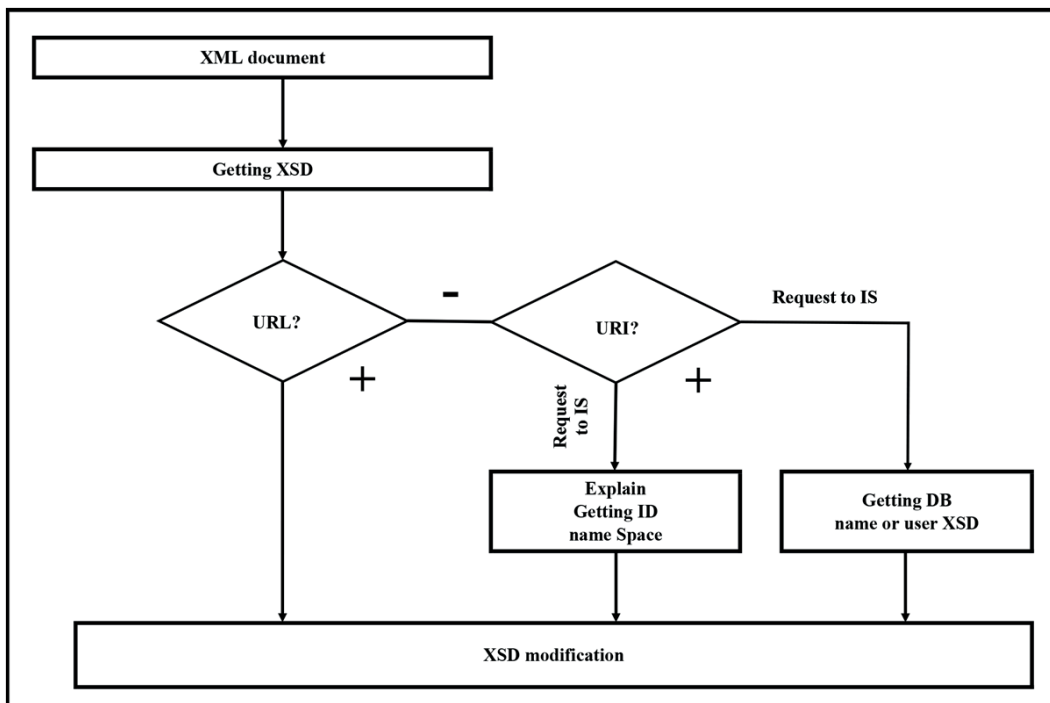 XML document
Getting XSD
URL?
-
URI?
Request to IS
+
+
Request
to IS
Explain
Getting ID
name Space
Getting DB
name or user XSD
XSD modification